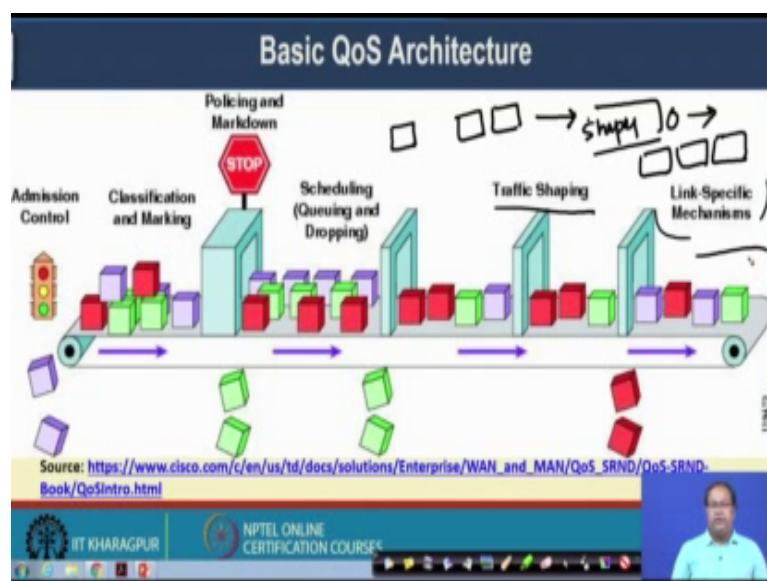 Basic QoS Architecture
Policing and
Markdown
STOP
Shaper
Admission
Control
Classification
and Marking
Scheduling
(Queuing and
Dropping)
Traffic Shaping
Link-Specific
Mechanisms
Source: https://www.cisco.com/c/en/us/td/docs/solutions/Enterprise/WAN_and_MAN/QoS_SRND/QoS-SRND-
Book/QoSIntro.html
IIT KHARAGPUR
NPTEL ONLINE
CERTIFICATION COURSES